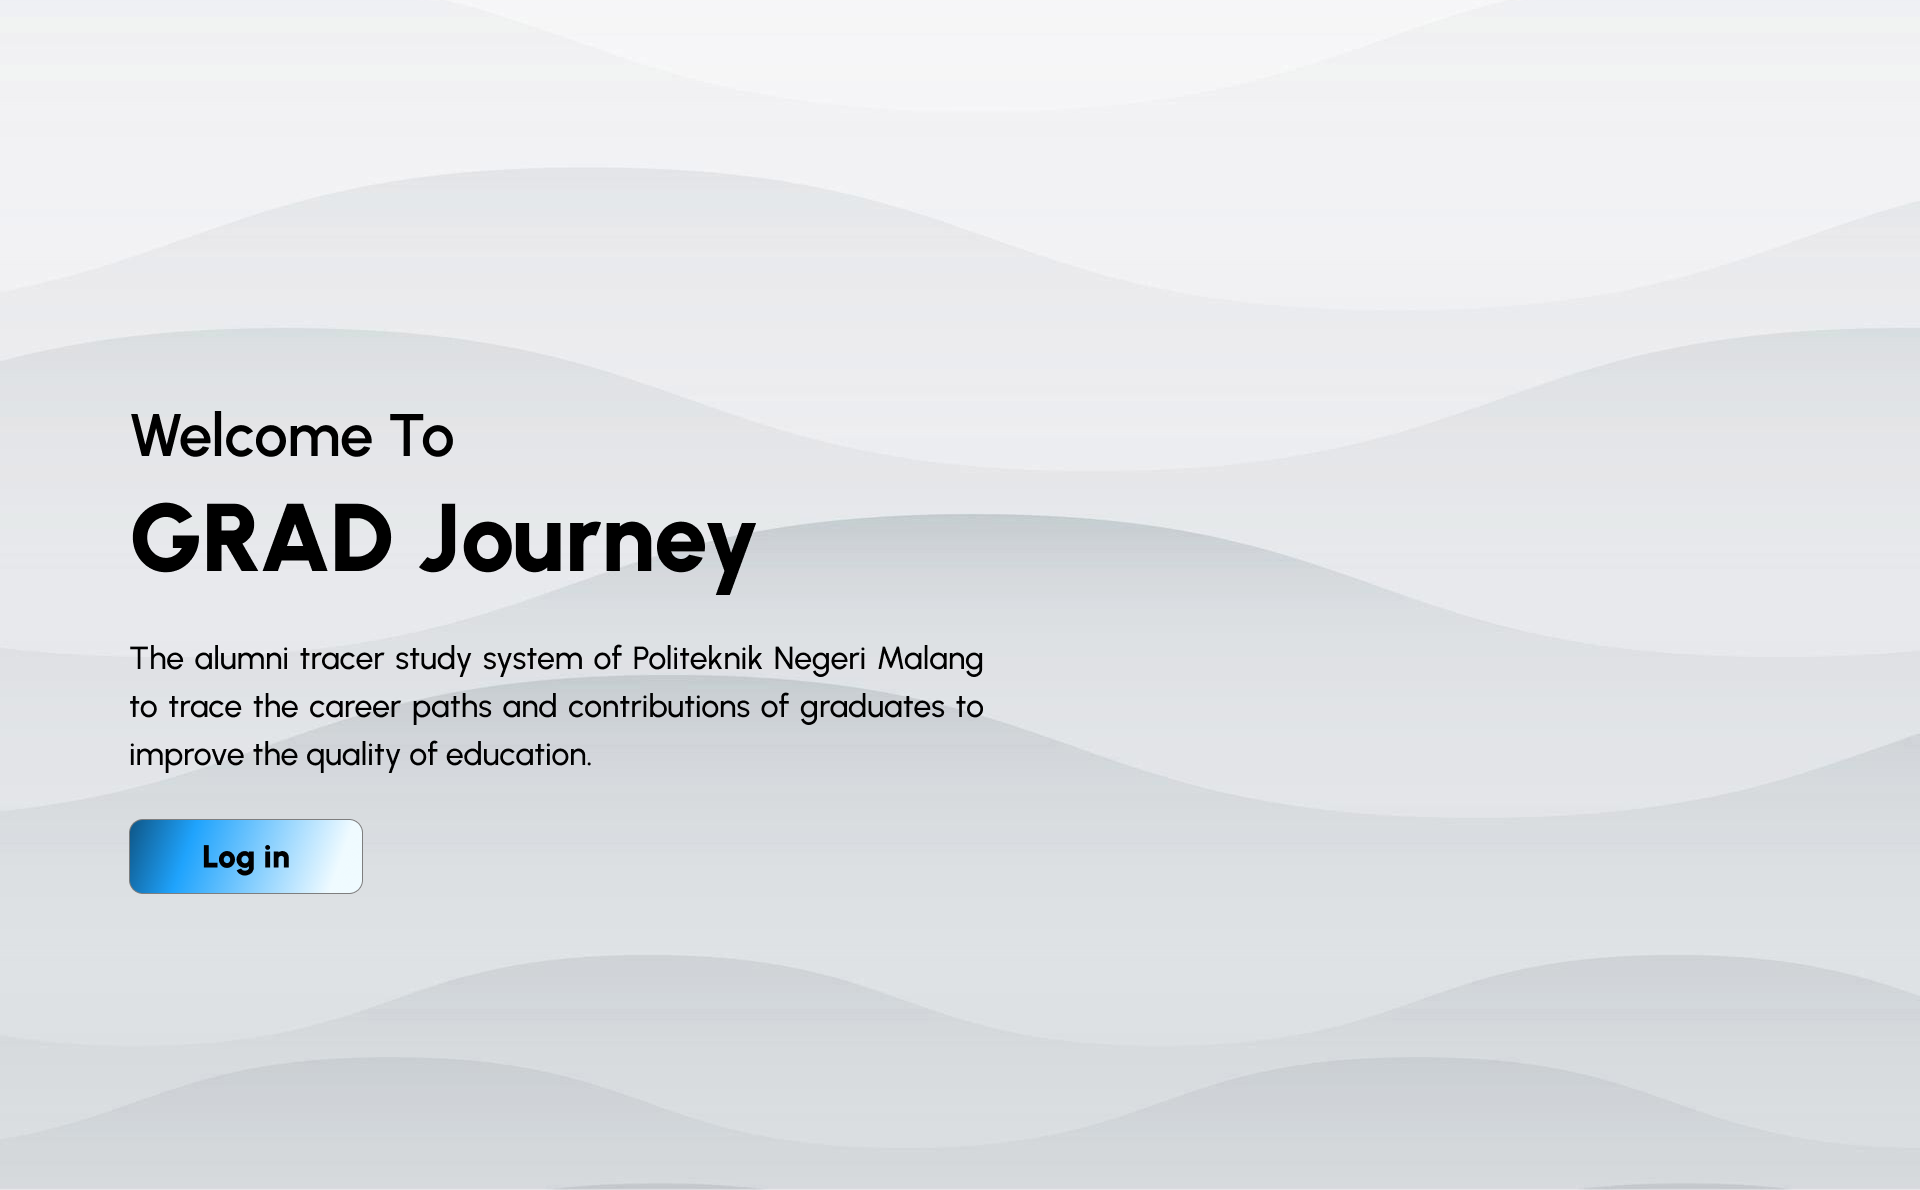 Welcome To
GRAD Journey
The alumni tracer study system of Politeknik Negeri Malang
to trace the career paths and contributions of graduates to
improve the quality of education.
Log in